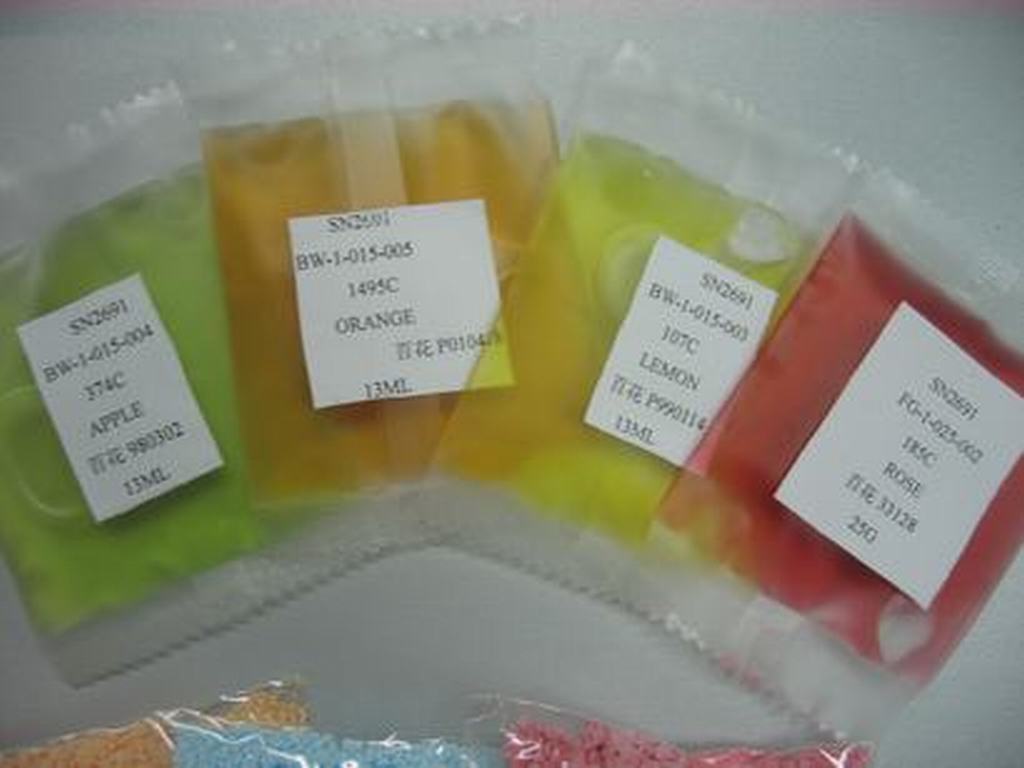 SN2691
BW-1-015-004
374C
APPLE
百花 980302
13ML
SN2691
BW-1-015-005
1495C
ORANGE
百花
13ML
SN2691
BW-1-015-003
107C
LEMON
百花 P990114
13ML
SN2691
FG-1-025-002
185C
ROSE
百花 33128
25G